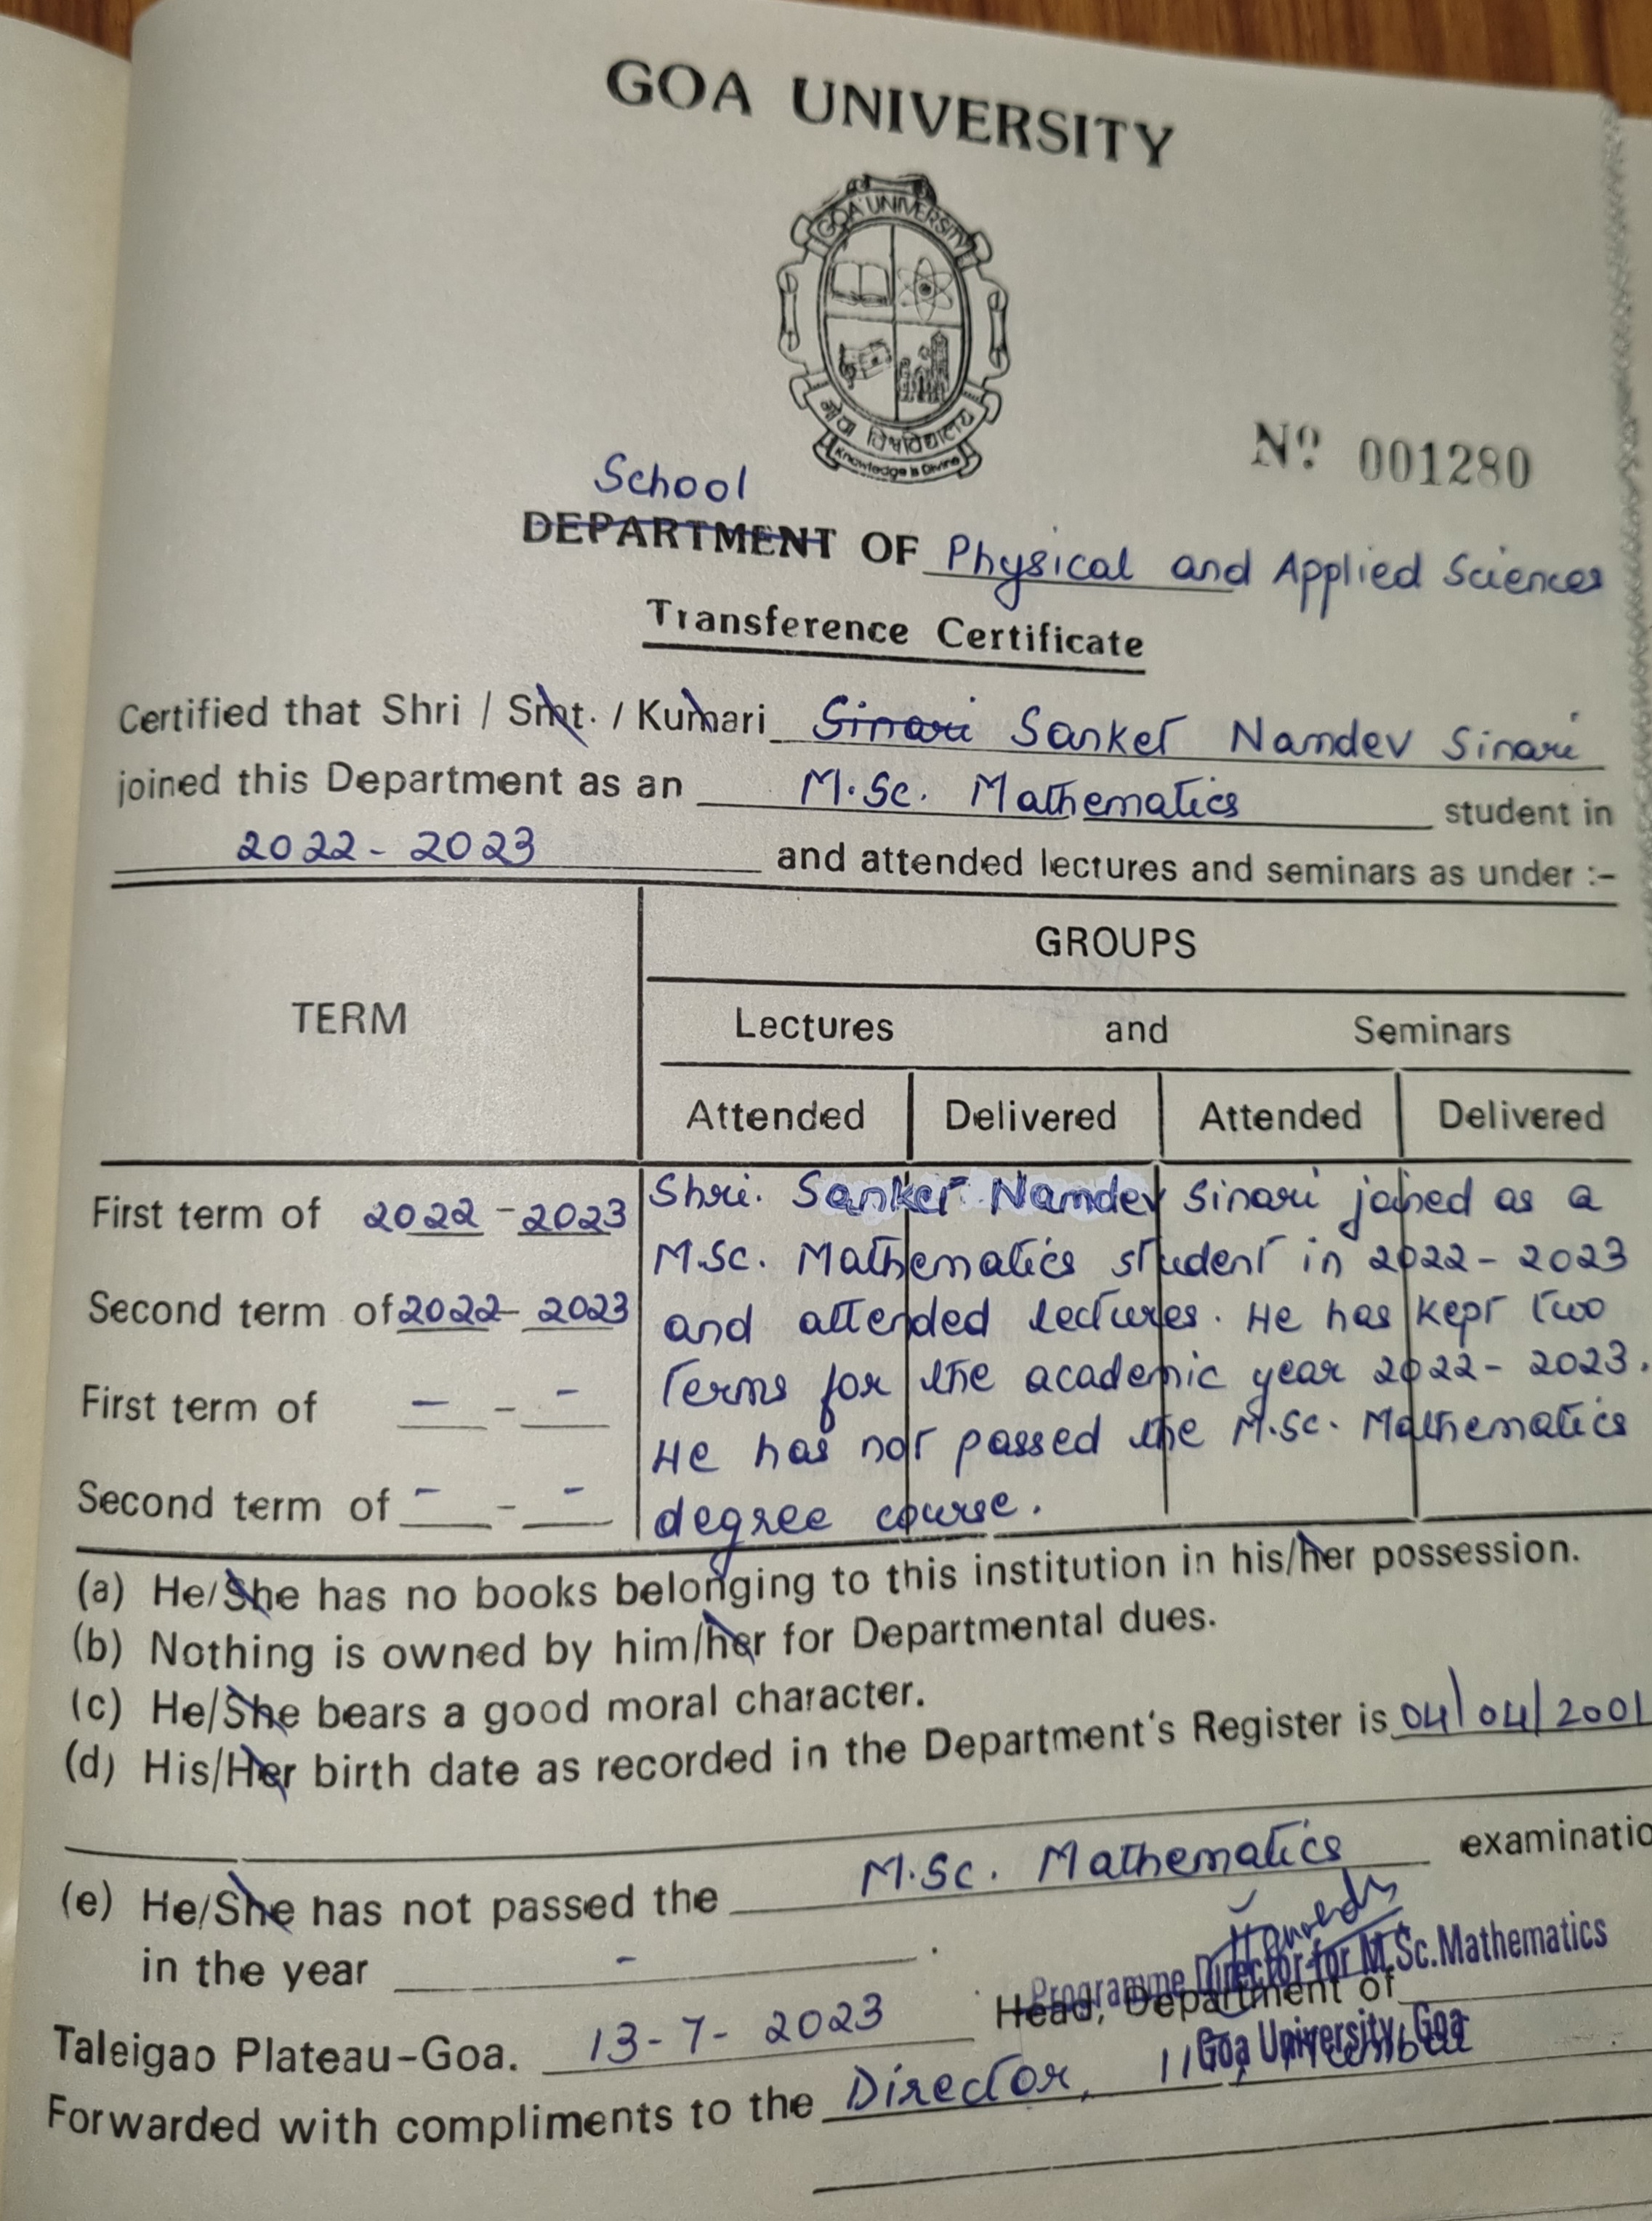 GOA UNIVERSITY
GOA UNIVERSITY
गोंवा विश्वविद्यालय
Knowledge is Divine
Nº 001280
School
DEPARTMENT OF Physical and Applied Sciences
Transference Certificate
Certified that Shri / Smt. / Kumari Sinari Sanket Namdev Sinari
joined this Department as an M.Sc. Mathematics student in
2022 - 2023 and attended lectures and seminars as under :-
GROUPS
TERM
Lectures and Seminars
Attended Delivered Attended Delivered
First term of 2022 - 2023
Second term of 2022 - 2023
First term of - - -
Second term of - - -
Shri. Sanket Namdev Sinari joined as a
M.Sc. Mathematics student in 2022 - 2023
and attended lectures. He has kept two
terms for the academic year 2022 - 2023.
He has not passed the M.Sc. Mathematics
degree course.
(a) He/She has no books belonging to this institution in his/her possession.
(b) Nothing is owned by him/her for Departmental dues.
(c) He/She bears a good moral character.
(d) His/Her birth date as recorded in the Department's Register is 04/04/2001
(e) He/She has not passed the M.Sc. Mathematics examinatio
in the year - .
Programme Director for M.Sc.Mathematics
Head, Department of
Goa University, Goa
Taleigao Plateau-Goa. 13-7-2023
Forwarded with compliments to the Director,